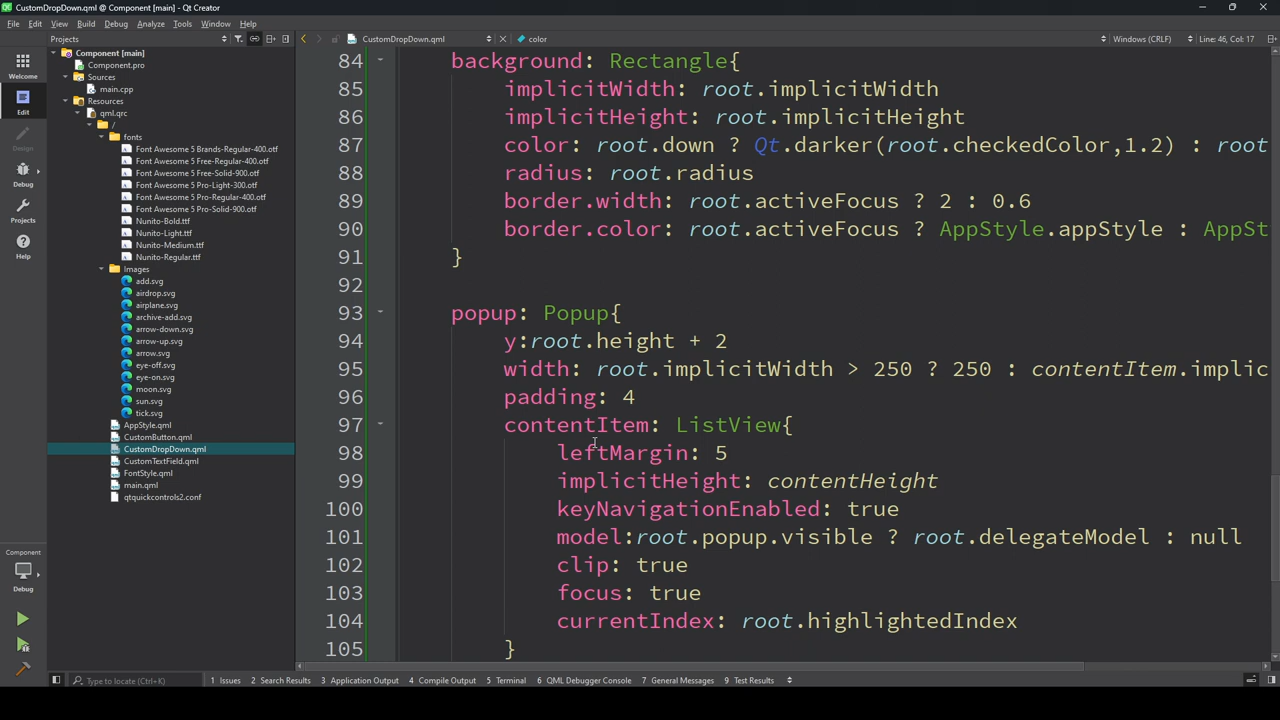 CustomDropDown.qml @ Component [main] - Qt Creator
File Edit View Build Debug Analyze Tools Window Help
Projects
CustomDropDown.qml
color
Windows (CRLF)
Line: 46, Col: 17
Welcome
Edit
Design
Debug
Projects
Help
Component
Debug
Component [main]
Component.pro
Sources
main.cpp
Resources
qml.qrc
/
fonts
Font Awesome 5 Brands-Regular-400.otf
Font Awesome 5 Free-Regular-400.otf
Font Awesome 5 Free-Solid-900.otf
Font Awesome 5 Pro-Light-300.otf
Font Awesome 5 Pro-Regular-400.otf
Font Awesome 5 Pro-Solid-900.otf
Nunito-Bold.ttf
Nunito-Light.ttf
Nunito-Medium.ttf
Nunito-Regular.ttf
Images
add.svg
airdrop.svg
airplane.svg
archive-add.svg
arrow-down.svg
arrow-up.svg
arrow.svg
eye-off.svg
eye-on.svg
moon.svg
sun.svg
tick.svg
AppStyle.qml
CustomButton.qml
CustomDropDown.qml
CustomTextField.qml
FontStyle.qml
main.qml
qtquickcontrols2.conf
84 background: Rectangle{
85 implicitWidth: root.implicitWidth
86 implicitHeight: root.implicitHeight
87 color: root.down ? Qt.darker(root.checkedColor,1.2) : root
88 radius: root.radius
89 border.width: root.activeFocus ? 2 : 0.6
90 border.color: root.activeFocus ? AppStyle.appStyle : AppSt
91 }
92
93 popup: Popup{
94 y:root.height + 2
95 width: root.implicitWidth > 250 ? 250 : contentItem.implic
96 padding: 4
97 contentItem: ListView{
98 leftMargin: 5
99 implicitHeight: contentHeight
100 keyNavigationEnabled: true
101 model:root.popup.visible ? root.delegateModel : null
102 clip: true
103 focus: true
104 currentIndex: root.highlightedIndex
105 }
Type to locate (Ctrl+K)
1 Issues 2 Search Results 3 Application Output 4 Compile Output 5 Terminal 6 QML Debugger Console 7 General Messages 9 Test Results